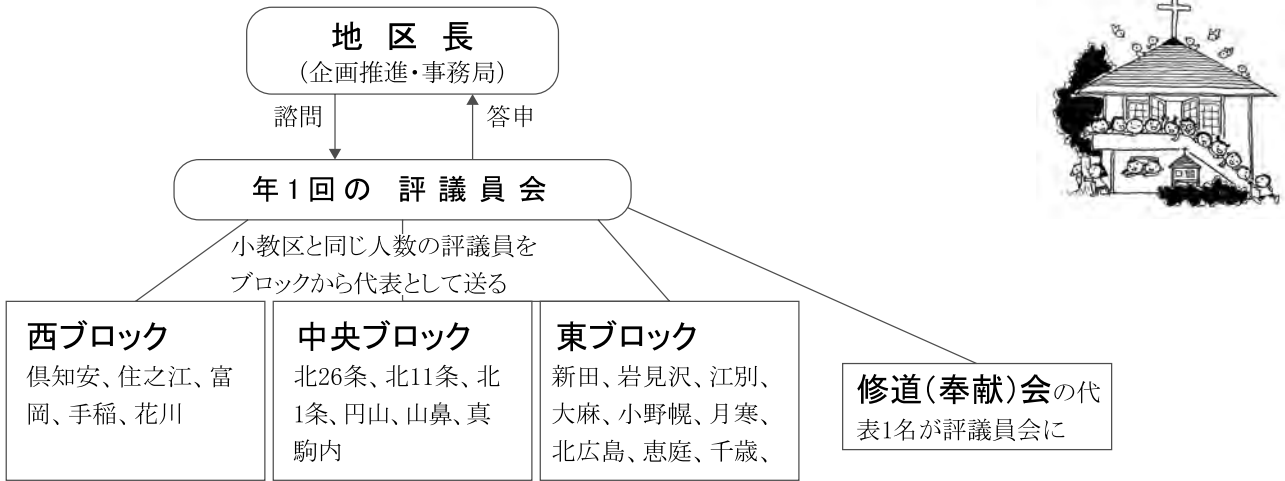 地 区 長
(企画推進・事務局)
諮問
答申
年1回の 評議員会
小教区と同じ人数の評議員を
ブロックから代表として送る
西ブロック
倶知安、住之江、富
岡、手稲、花川
中央ブロック
北26条、北11条、北
1条、円山、山鼻、真
駒内
東ブロック
新田、岩見沢、江別、
大麻、小野幌、月寒、
北広島、恵庭、千歳、
修道(奉献)会の代
表1名が評議員会に